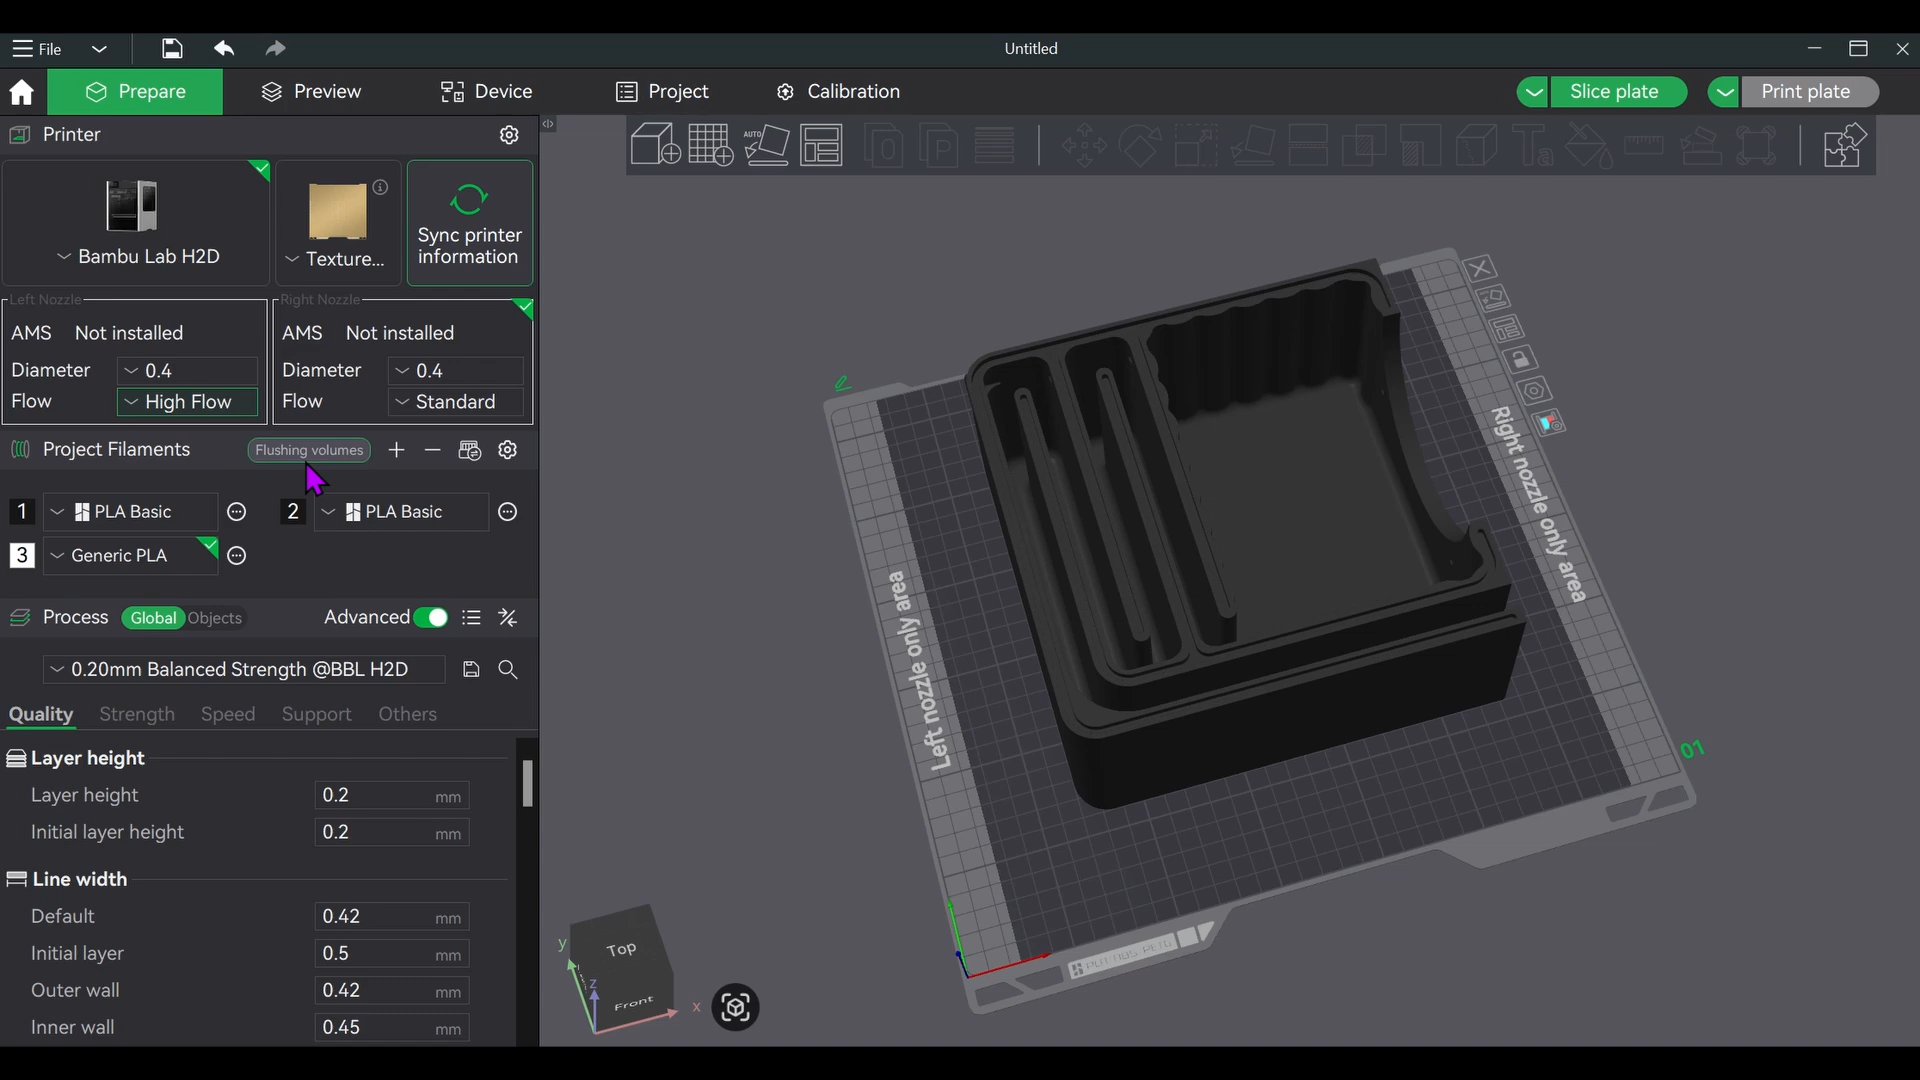 File
Untitled
Prepare
Preview
Device
Project
Calibration
Slice plate
Print plate
Printer
Bambu Lab H2D
Texture...
Sync printer
information
Left Nozzle
AMS Not installed
Diameter 0.4
Flow High Flow
Right Nozzle
AMS Not installed
Diameter 0.4
Flow Standard
AUTO
Project Filaments
Flushing volumes
1 PLA Basic
2 PLA Basic
3 Generic PLA
Process Global Objects
Advanced
0.20mm Balanced Strength @BBL H2D
Quality Strength Speed Support Others
Layer height
Layer height 0.2 mm
Initial layer height 0.2 mm
Line width
Default 0.42 mm
Initial layer 0.5 mm
Outer wall 0.42 mm
Inner wall 0.45 mm
Left nozzle only area
Right nozzle only area
01
Top
Front
y
z
x